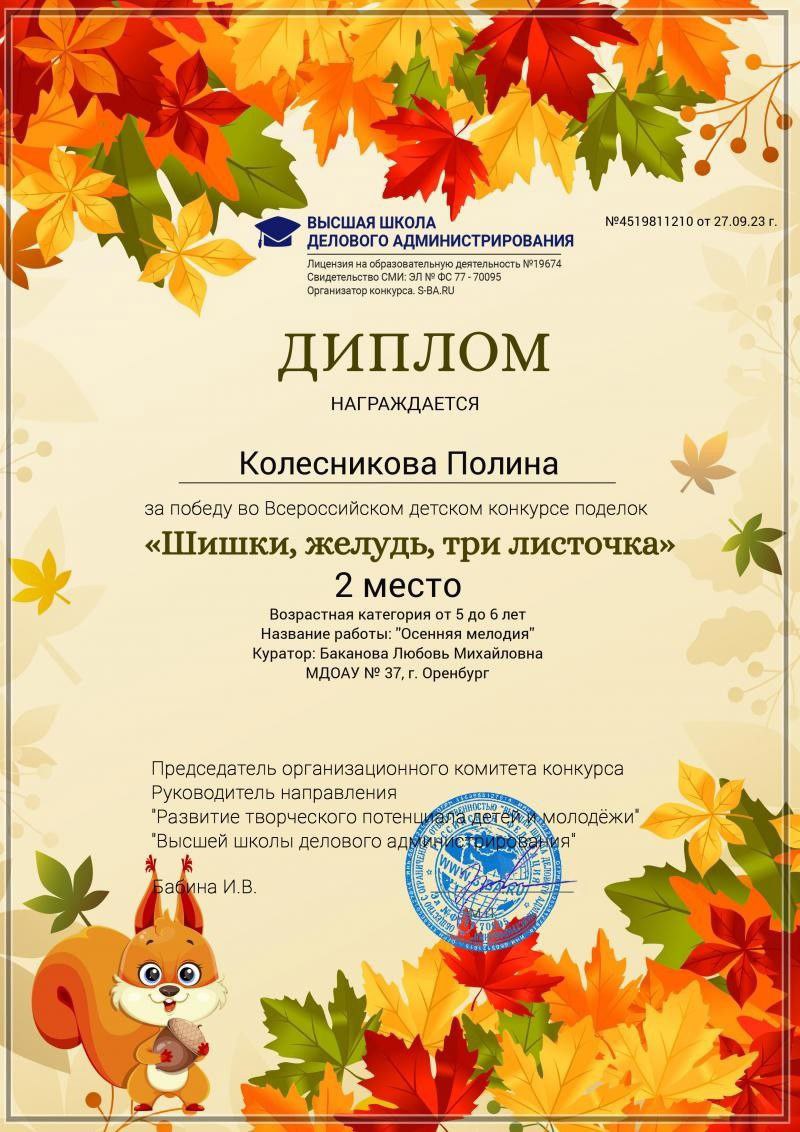 ВЫСШАЯ ШКОЛА
ДЕЛОВОГО АДМИНИСТРИРОВАНИЯ
№4519811210 от 27.09.23 г.
Лицензия на образовательную деятельность №19674
Свидетельство СМИ: ЭЛ № ФС 77 - 70095
Организатор конкурса. S-BA.RU
ДИПЛОМ
НАГРАЖДАЕТСЯ
Колесникова Полина
за победу во Всероссийском детском конкурсе поделок
«Шишки, желудь, три листочка»
2 место
Возрастная категория от 5 до 6 лет
Название работы: "Осенняя мелодия"
Куратор: Баканова Любовь Михайловна
МДОАУ № 37, г. Оренбург
Председатель организационного комитета конкурса
Руководитель направления
"Развитие творческого потенциала детей и молодёжи"
"Высшей школы делового администрирования"
Бабина И.В.